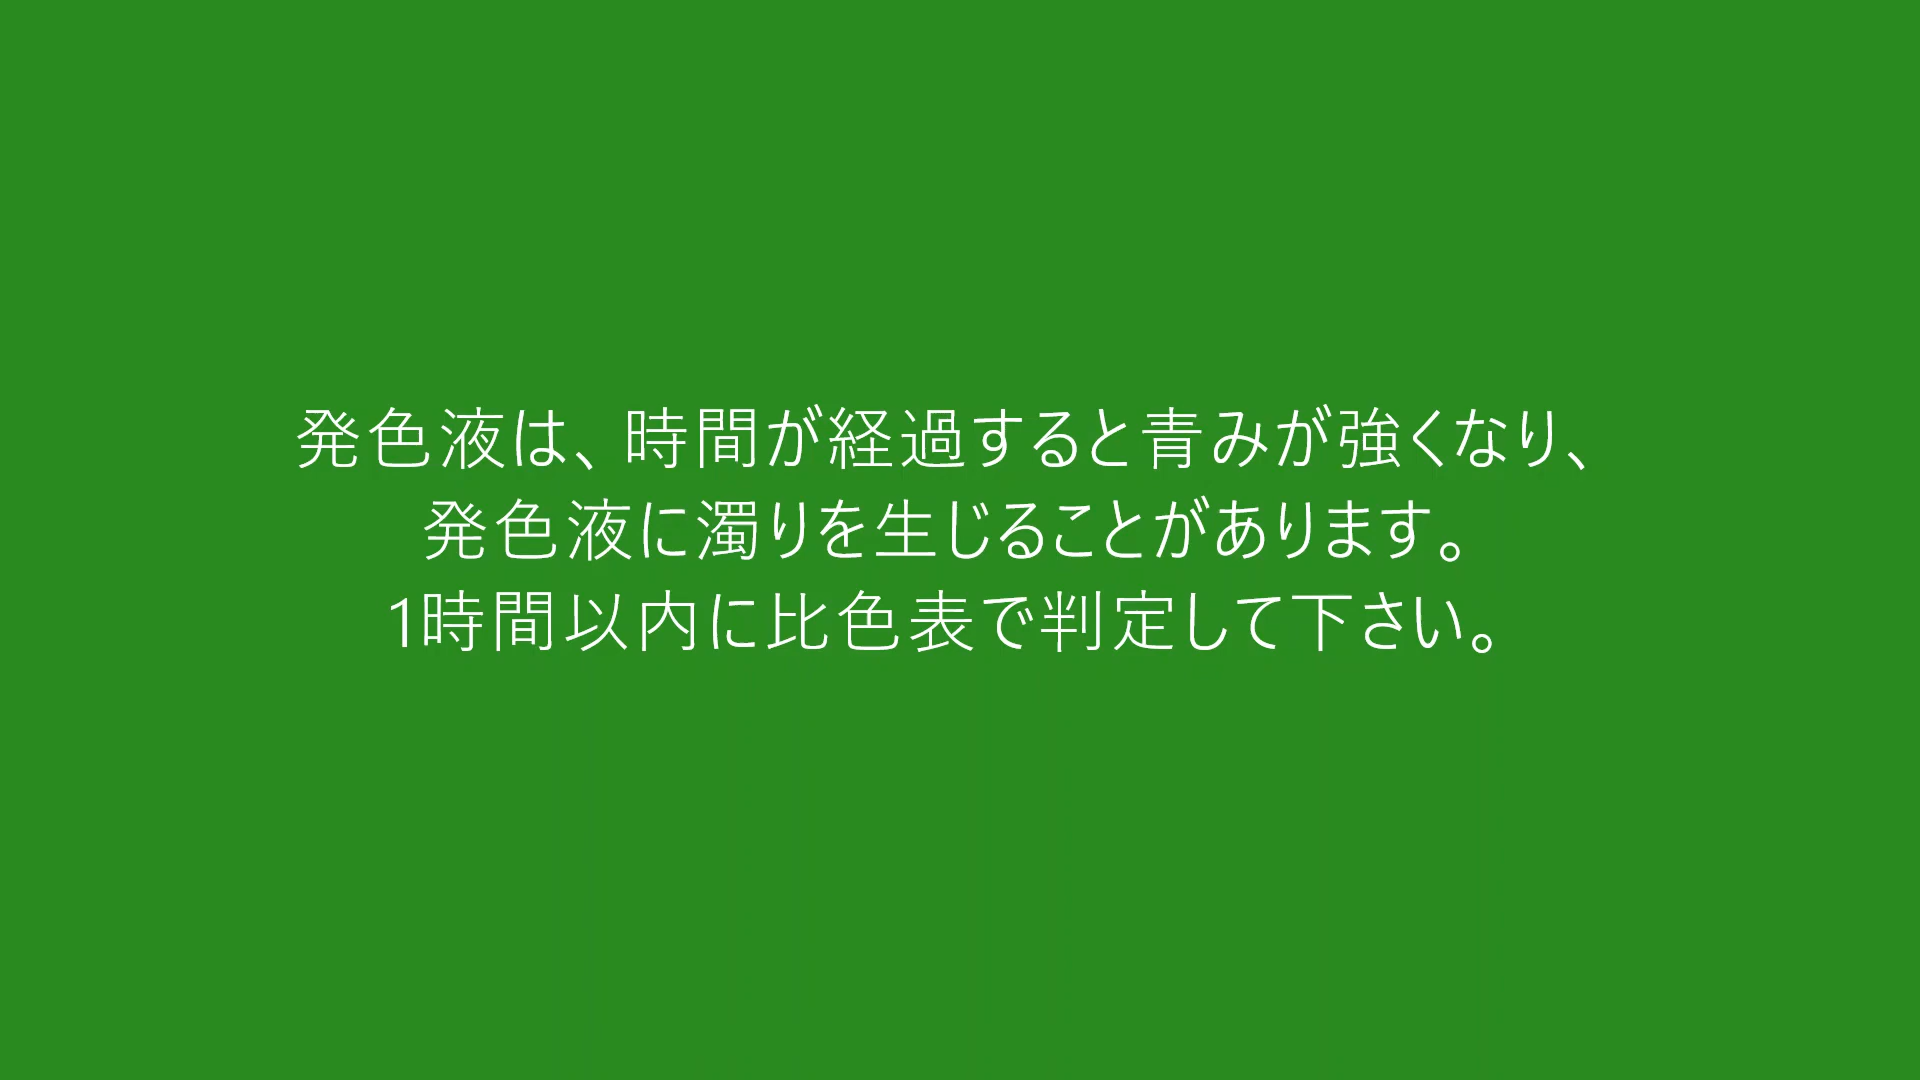 発色液は、時間が経過すると青みが強くなり、
発色液に濁りを生じることがあります。
1時間以内に比色表で判定して下さい。